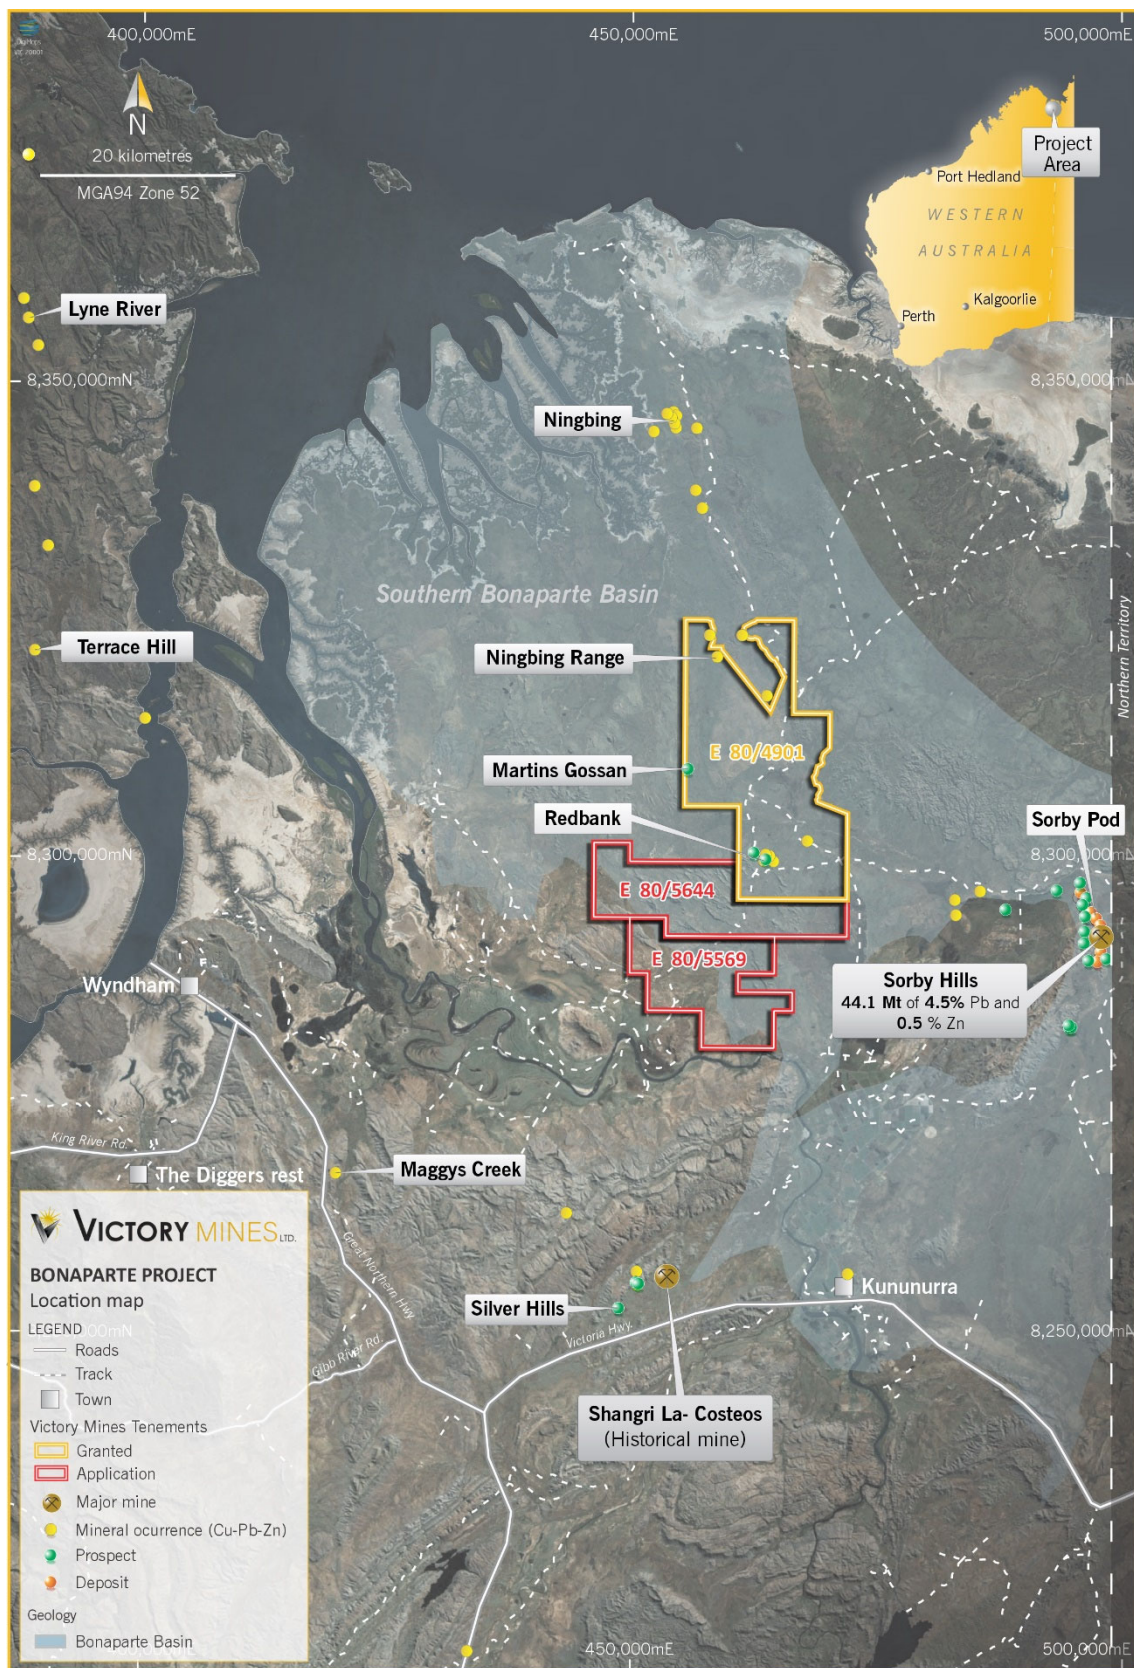 400,000mE
450,000mE
500,000mE
N
20 kilometres
MGA94 Zone 52
Project
Area
Port Hedland
WESTERN
AUSTRALIA
Kalgoorlie
Perth
Lyne River
8,350,000mN
8,350,000mN
Ningbing
Southern Bonaparte Basin
Northern Territory
Terrace Hill
Ningbing Range
E 80/4901
Martins Gossan
Redbank
Sorby Pod
8,300,000mN
8,300,000mN
E 80/5644
E 80/5569
Sorby Hills
44.1 Mt of 4.5% Pb and
0.5 % Zn
Wyndham
King River Rd.
The Diggers rest
Maggys Creek
Great Northern Hwy.
Kununurra
Silver Hills
Victoria Hwy.
Gibb River Rd.
8,250,000mN
Shangri La- Costeos
(Historical mine)
VICTORY MINES LTD.
BONAPARTE PROJECT
Location map
LEGEND
Roads
Track
Town
Victory Mines Tenements
Granted
Application
Major mine
Mineral ocurrence (Cu-Pb-Zn)
Prospect
Deposit
Geology
Bonaparte Basin
450,000mE
500,000mE